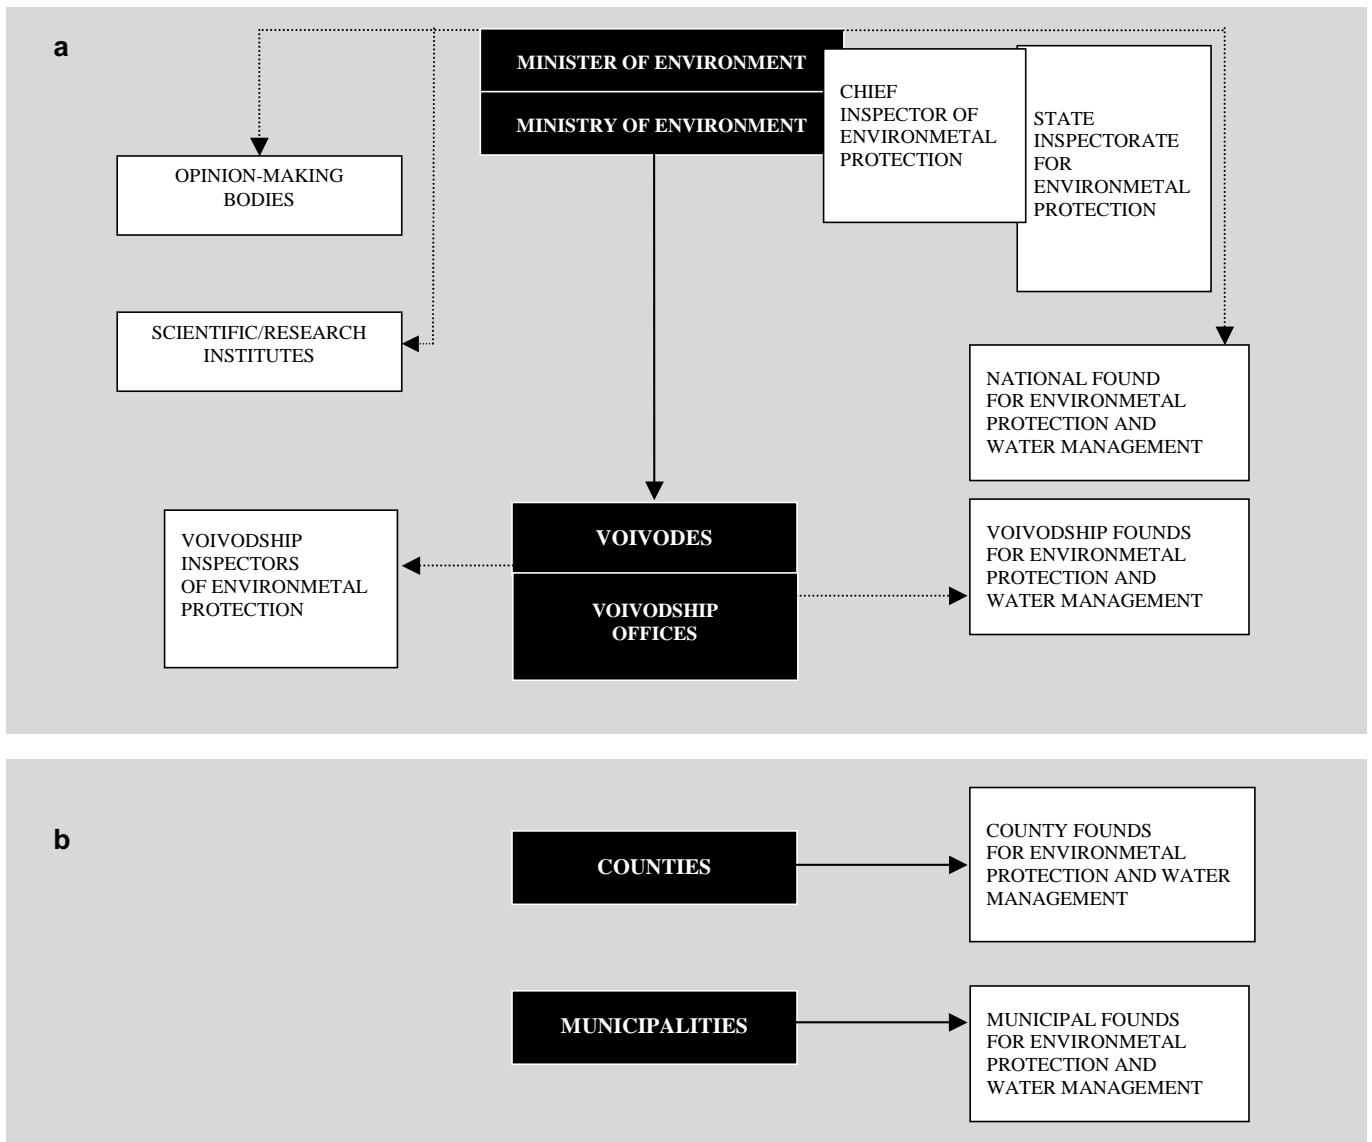 a
MINISTER OF ENVIRONMENT
MINISTRY OF ENVIRONMENT
CHIEF
INSPECTOR OF
ENVIRONMETAL
PROTECTION
STATE
INSPECTORATE
FOR
ENVIRONMETAL
PROTECTION
OPINION-MAKING
BODIES
SCIENTIFIC/RESEARCH
INSTITUTES
NATIONAL FOUND
FOR ENVIRONMETAL
PROTECTION AND
WATER MANAGEMENT
VOIVODSHIP
INSPECTORS
OF ENVIRONMETAL
PROTECTION
VOIVODES
VOIVODSHIP
OFFICES
VOIVODSHIP FOUNDS
FOR ENVIRONMETAL
PROTECTION AND
WATER MANAGEMENT
b
COUNTIES
COUNTY FOUNDS
FOR ENVIRONMETAL
PROTECTION AND WATER
MANAGEMENT
MUNICIPALITIES
MUNICIPAL FOUNDS
FOR ENVIRONMETAL
PROTECTION AND
WATER MANAGEMENT